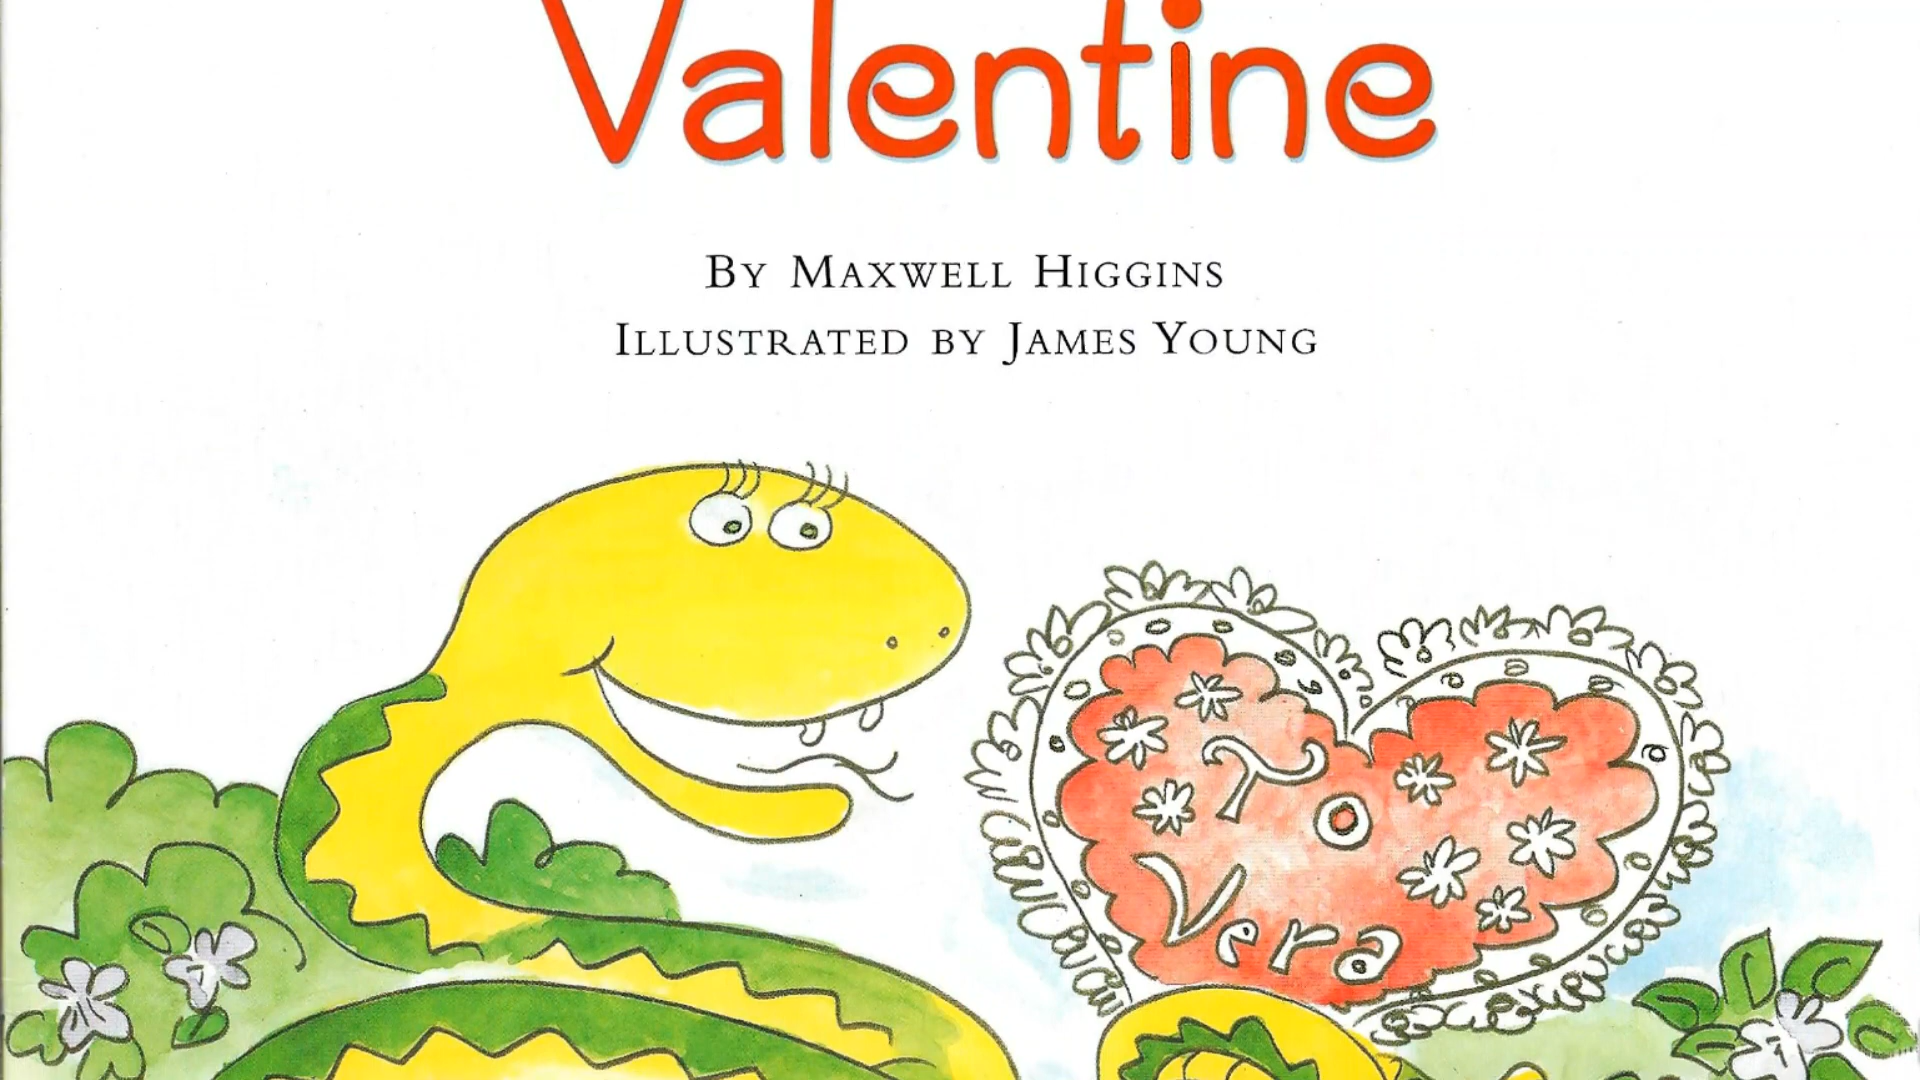 Valentine
BY MAXWELL HIGGINS
ILLUSTRATED BY JAMES YOUNG
To
Vera